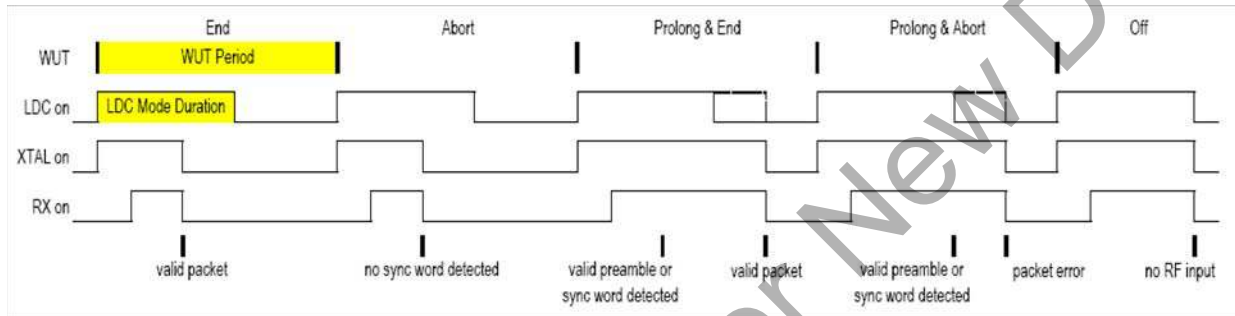 End Abort Prolong & End Prolong & Abort Off
WUT WUT Period
LDC on LDC Mode Duration
XTAL on
RX on
valid packet no sync word detected valid preamble or valid packet valid preamble or packet error no RF input
sync word detected sync word detected
or New D